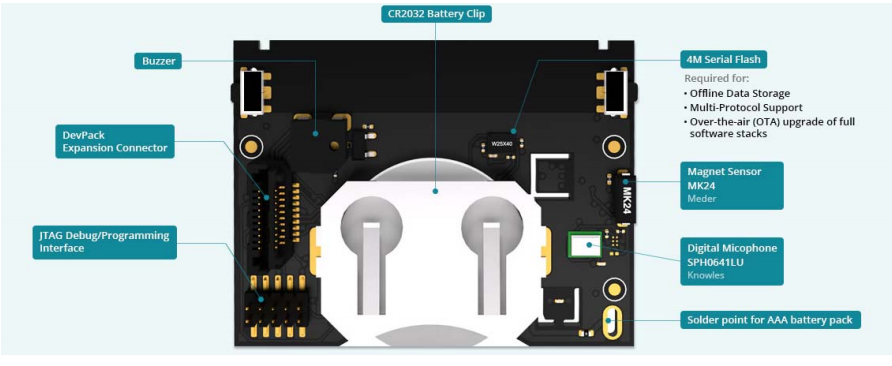 CR2032 Battery Clip
Buzzer
4M Serial Flash
Required for:
• Offline Data Storage
• Multi-Protocol Support
• Over-the-air (OTA) upgrade of full
software stacks
DevPack
Expansion Connector
W25X40
Magnet Sensor
MK24
Meder
MK24
JTAG Debug/Programming
Interface
Digital Micophone
SPH0641LU
Knowles
Solder point for AAA battery pack